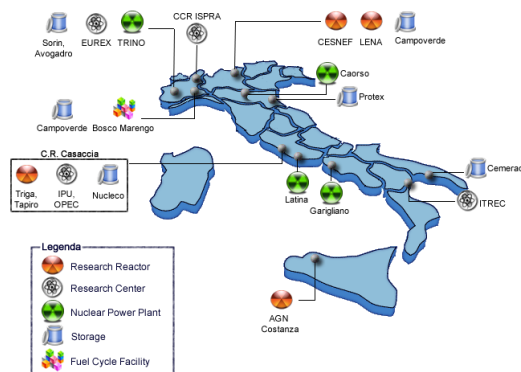 CCR ISPRA
Sorin,
Avogadro
EUREX
TRINO
CESNEF
LENA
Campoverde
Caorso
Protex
Campoverde
Bosco Marengo
C.R. Casaccia
Triga,
Tapiro
IPU,
OPEC
Nucleco
Latina
Garigliano
Cemerad
ITREC
AGN
Costanza
Legenda
Research Reactor
Research Center
Nuclear Power Plant
Storage
Fuel Cycle Facility